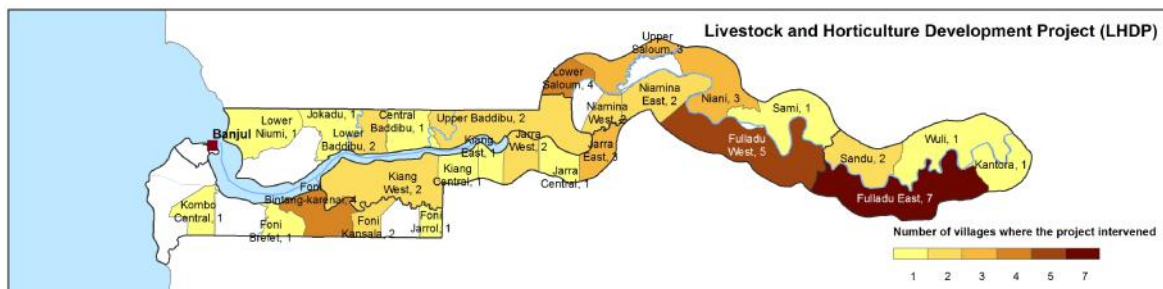 Livestock and Horticulture Development Project (LHDP)
Upper
Saloum, 3
Lower
Saloum, 4
Niamina
East, 2
Niamina
West, 2
Niani, 3
Sami, 1
Jokadu, 1
Central
Baddibu, 1
Upper Baddibu, 2
Lower
Niumi, 1
Banjul
Lower
Baddibu, 2
Kiang
East, 1
Jarra
West, 2
Jarra
East, 3
Fulladu
West, 5
Wuli, 1
Sandu, 2
Kantora, 1
Kiang
Central, 1
Jarra
Central, 1
Kiang
West, 2
Foni
Bintang-karenai, 4
Fulladu East, 7
Kombo
Central, 1
Foni
Brefet, 1
Foni
Kansala, 2
Foni
Jarrol, 1
Number of villages where the project intervened
1 2 3 4 5 7